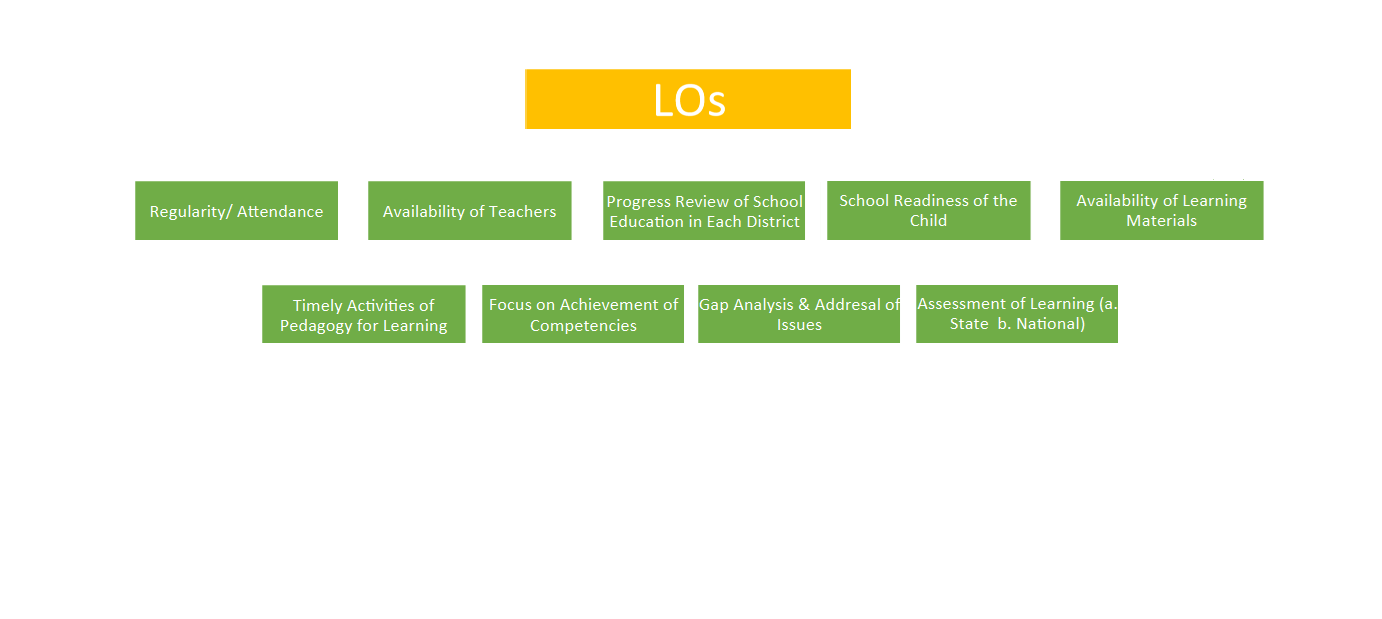 LOs
Regularity/ Attendance
Availability of Teachers
Progress Review of School
Education in Each District
School Readiness of the
Child
Availability of Learning
Materials
Timely Activities of
Pedagogy for Learning
Focus on Achievement of
Competencies
Gap Analysis & Addresal of
Issues
Assessment of Learning (a.
State  b. National)